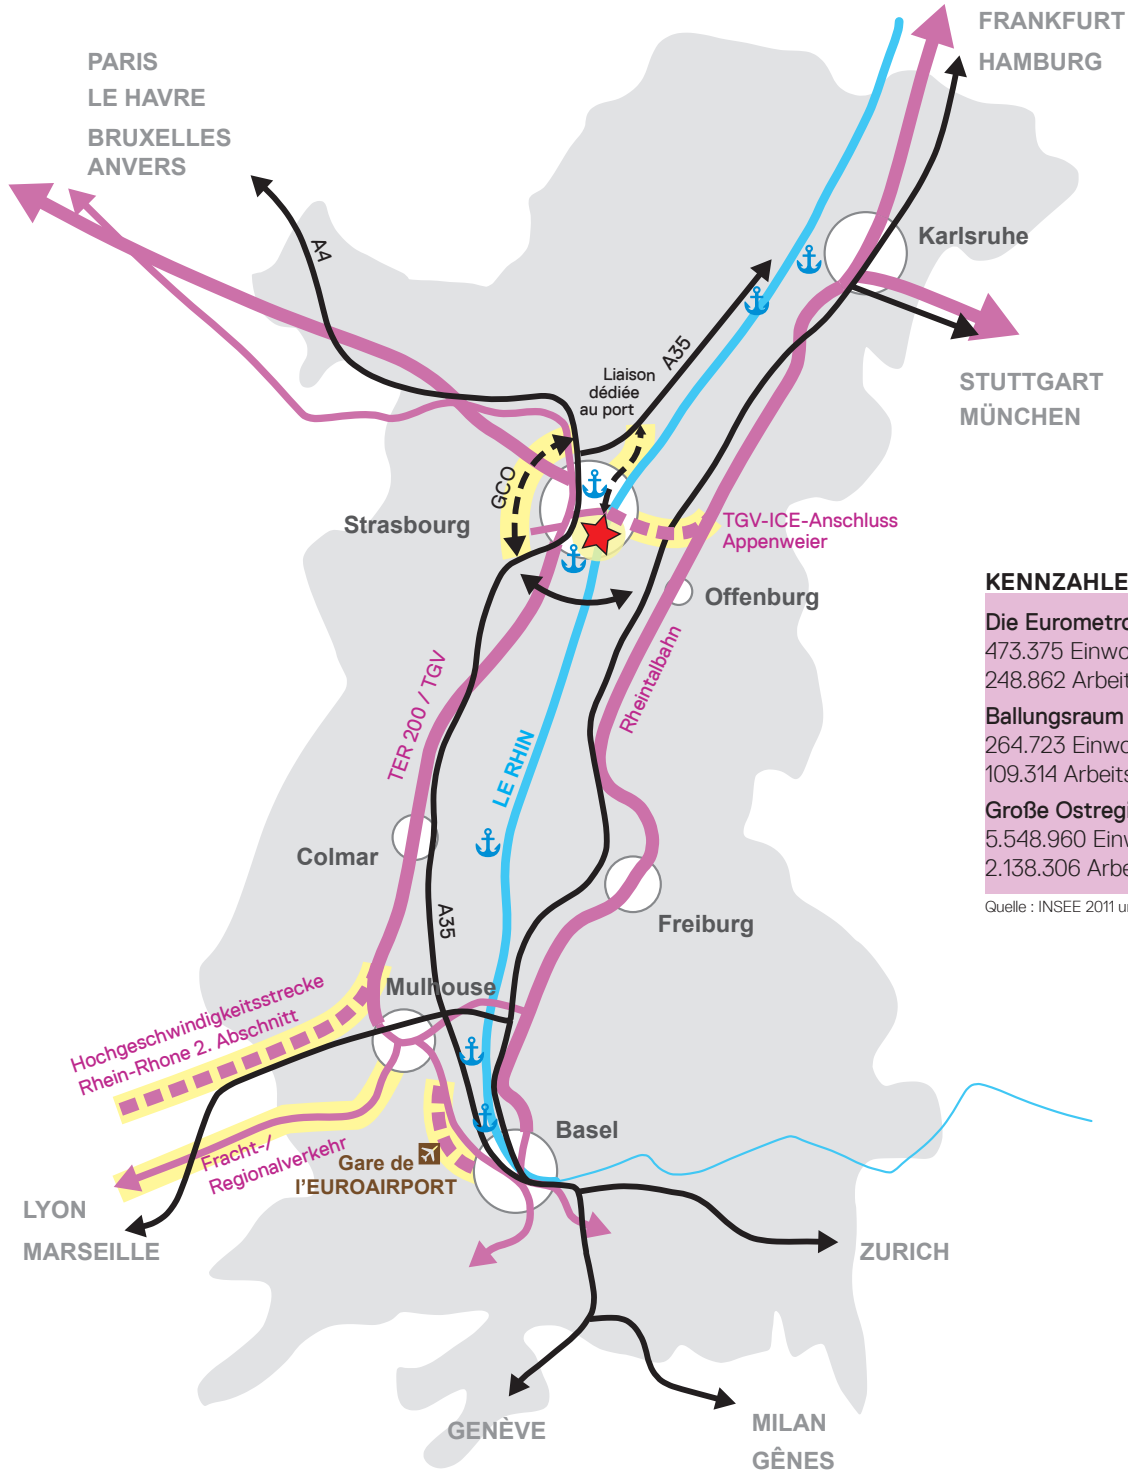 FRANKFURT
HAMBURG
PARIS
LE HAVRE
BRUXELLES
ANVERS
A4
Karlsruhe
A35
Liaison
dédiée
au port
STUTTGART
MÜNCHEN
GCO
Strasbourg
TGV-ICE-Anschluss
Appenweier
Offenburg
KENNZAHLE
Die Eurometro
473.375 Einwo
248.862 Arbeit
Ballungsraum
264.723 Einwo
109.314 Arbeits
Große Ostregi
5.548.960 Einw
2.138.306 Arbe
Quelle : INSEE 2011 u
Rheintalbahn
TER 200 / TGV
LE RHIN
Colmar
A35
Freiburg
Mulhouse
Hochgeschwindigkeitsstrecke
Rhein-Rhone 2. Abschnitt
Basel
Fracht-/
Regionalverkehr
Gare de
l'EUROAIRPORT
LYON
MARSEILLE
ZURICH
GENÈVE
MILAN
GÊNES